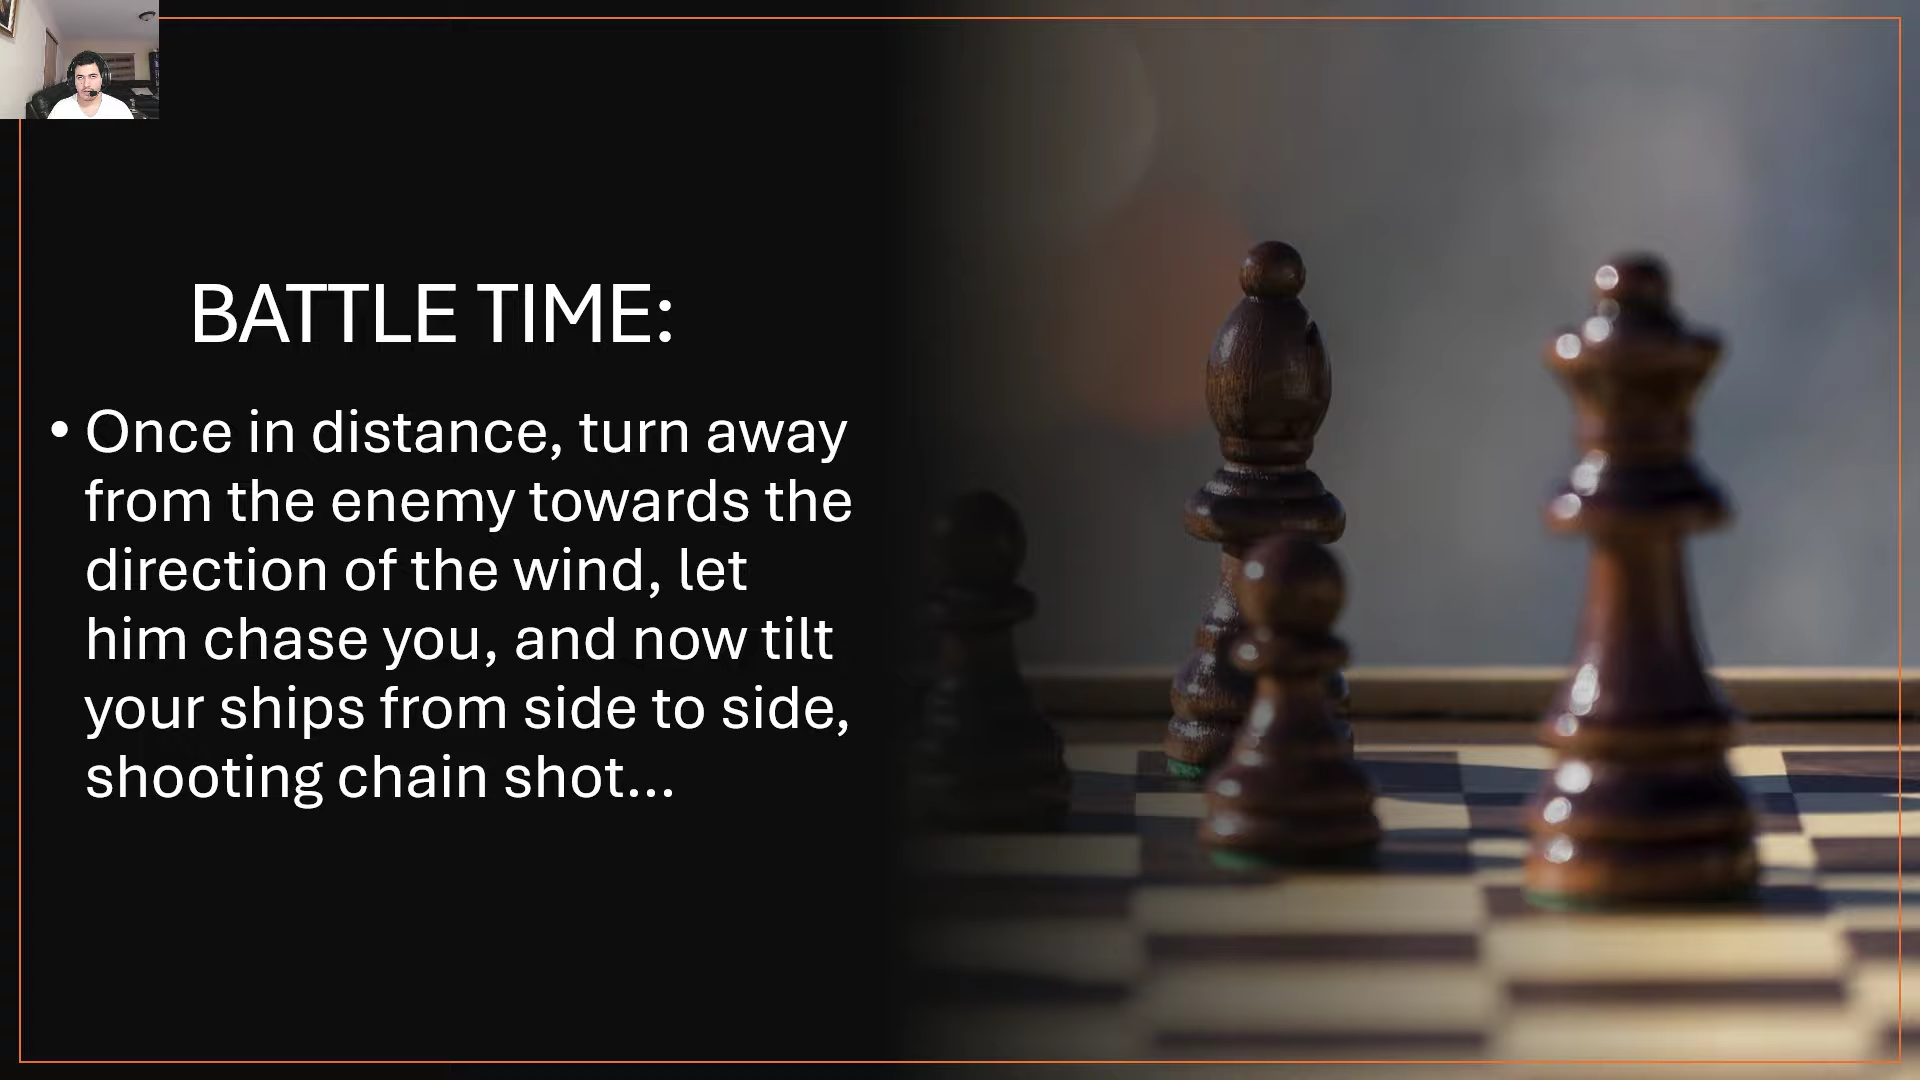 BATTLE TIME:
• Once in distance, turn away
from the enemy towards the
direction of the wind, let
him chase you, and now tilt
your ships from side to side,
shooting chain shot...